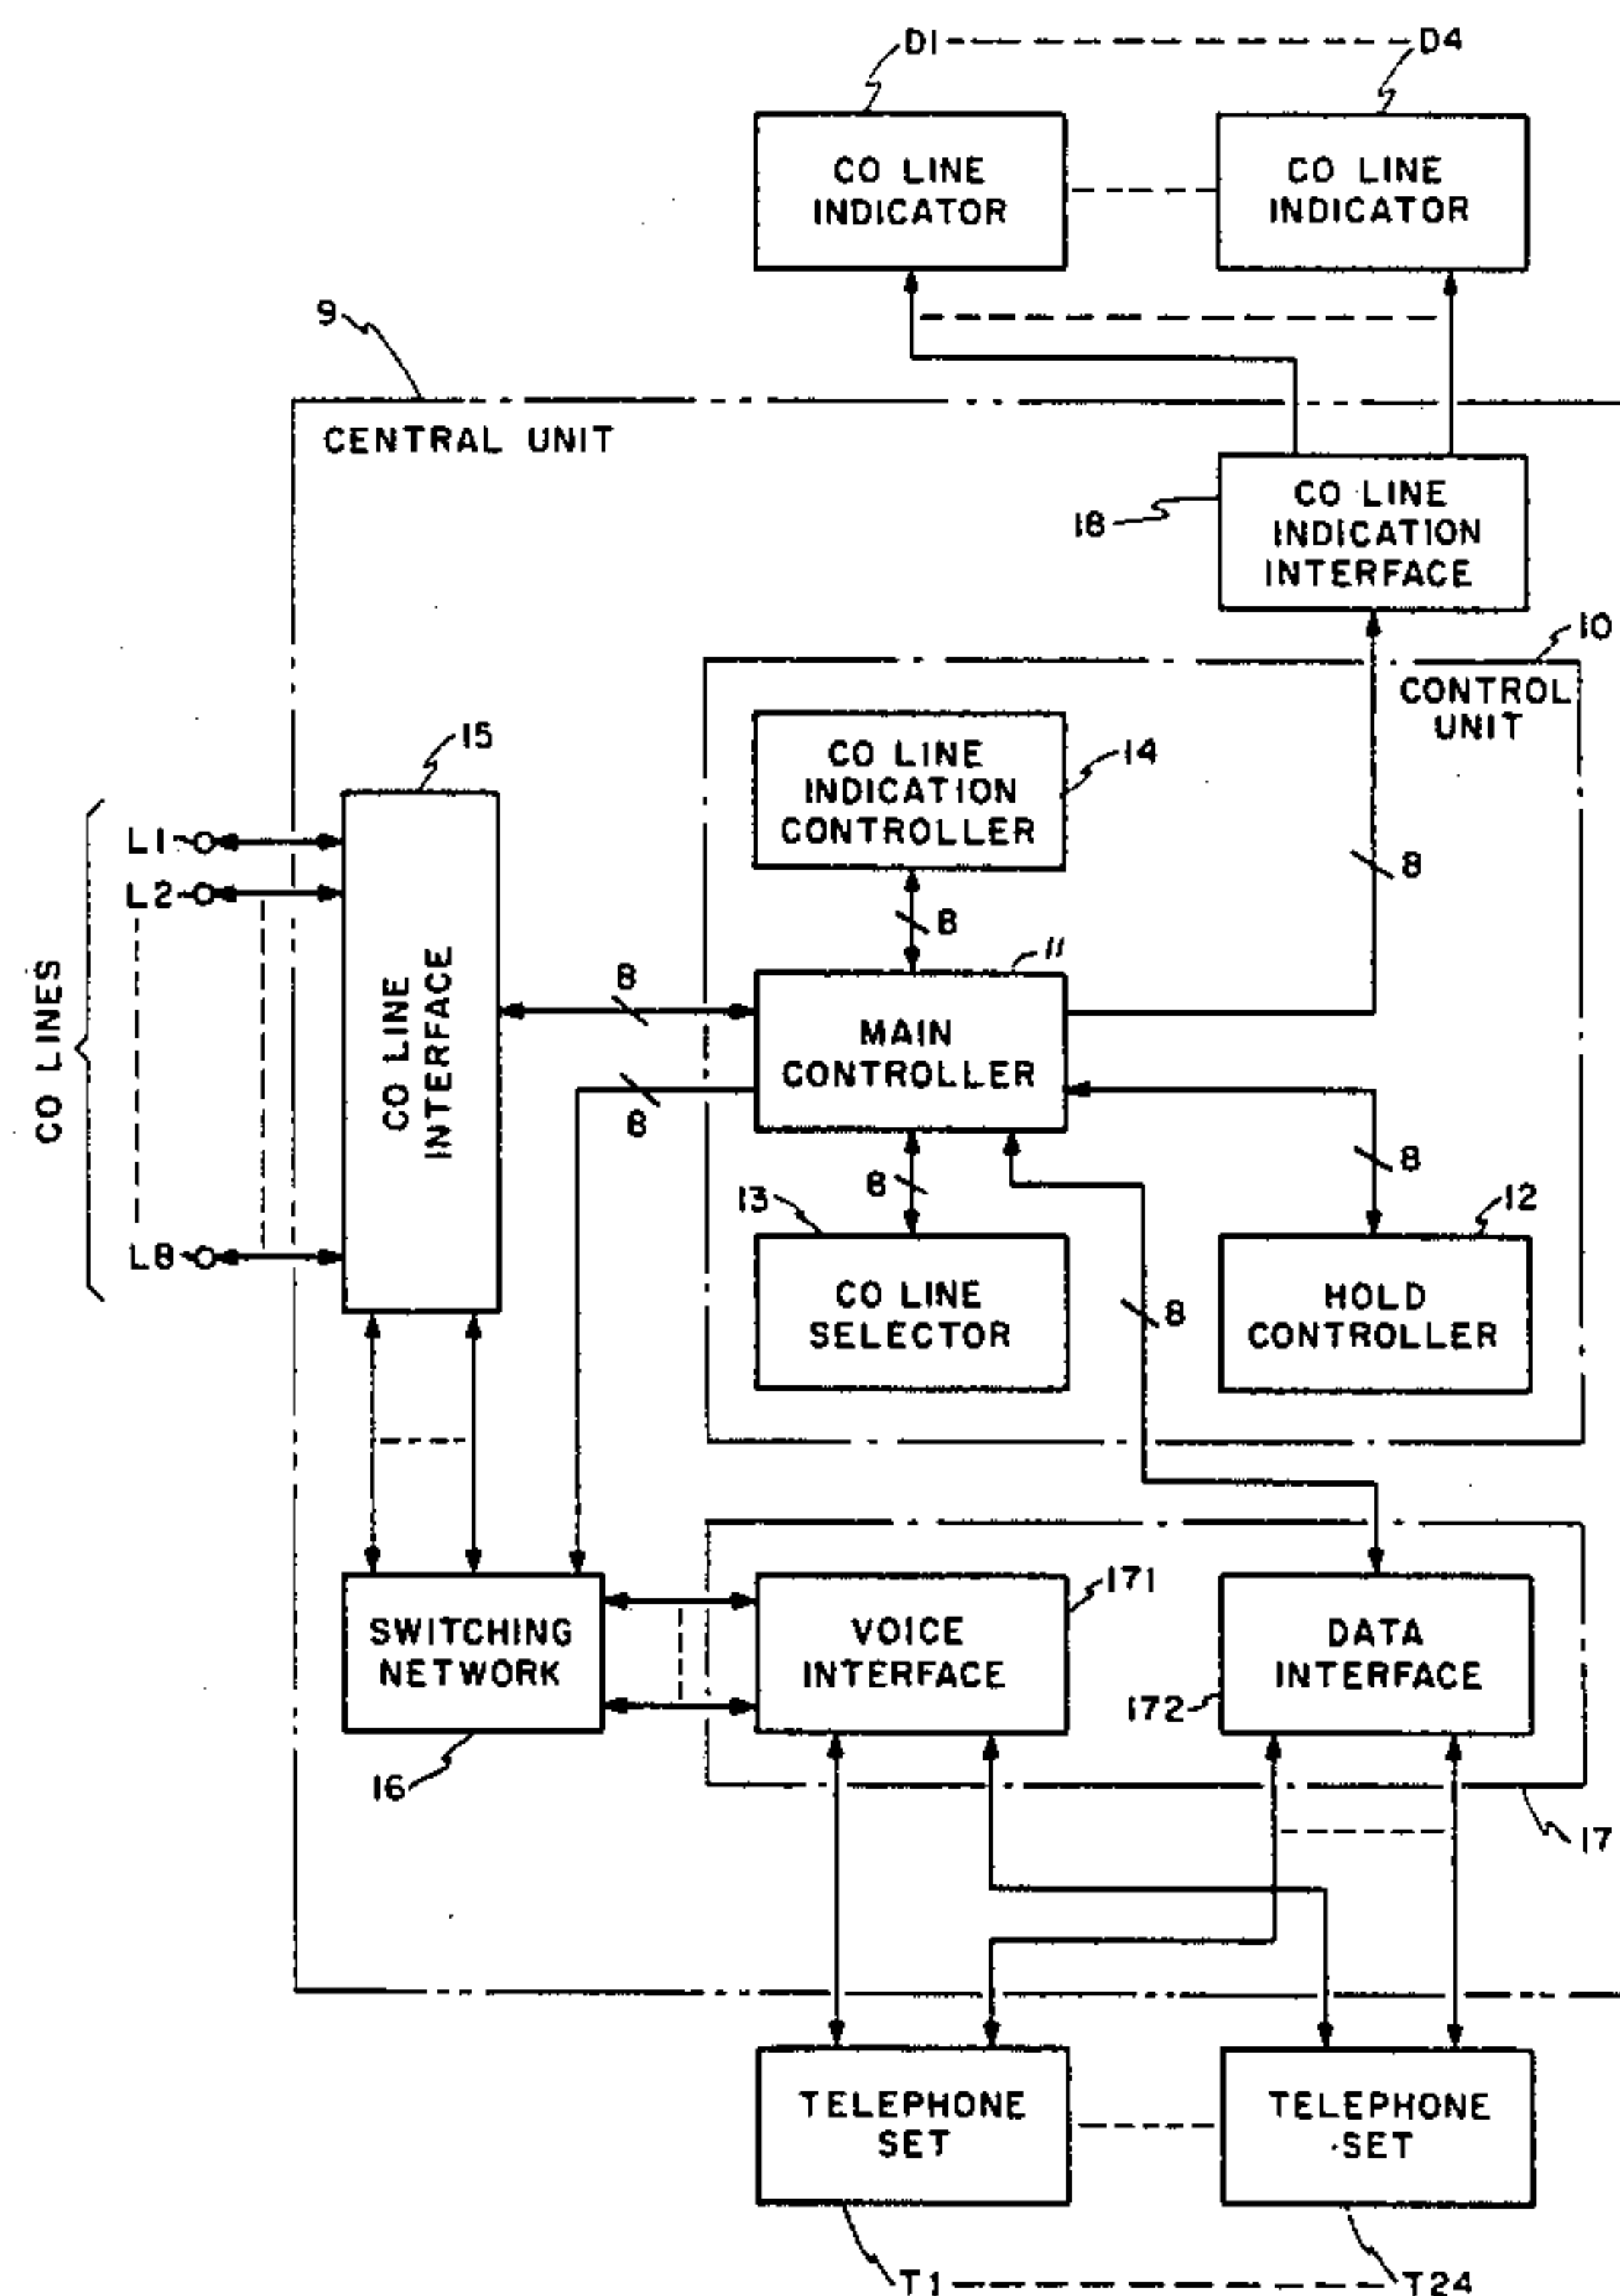 D1
D4
CO LINE
INDICATOR
CO LINE
INDICATOR
9
CENTRAL UNIT
18
CO LINE
INDICATION
INTERFACE
10
CONTROL
UNIT
15
CO LINE
INDICATION
CONTROLLER
14
CO LINES
L1
L2
L8
CO LINE
INTERFACE
8
8
8
8
11
MAIN
CONTROLLER
8
8
8
13
CO LINE
SELECTOR
12
HOLD
CONTROLLER
SWITCHING
NETWORK
16
VOICE
INTERFACE
171
DATA
INTERFACE
172
17
TELEPHONE
SET
TELEPHONE
SET
T1
T24